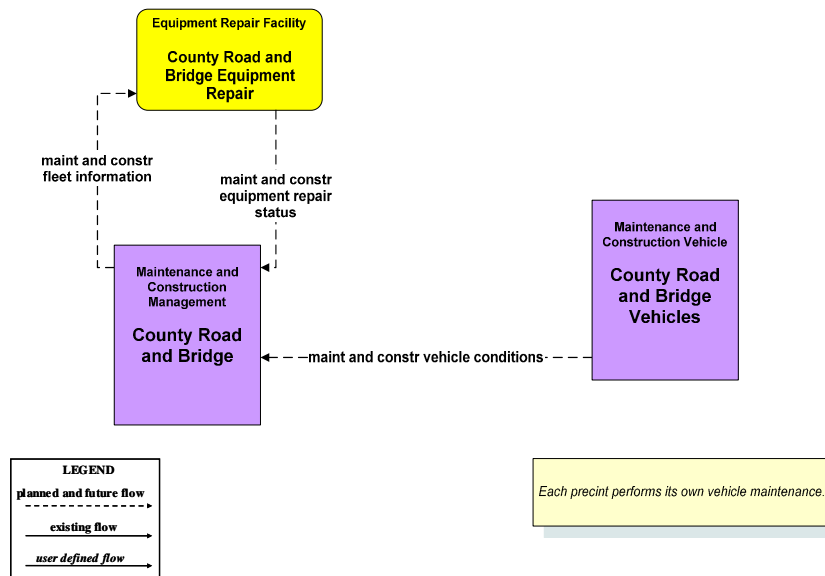 Equipment Repair Facility
County Road and
Bridge Equipment
Repair
maint and constr
fleet information
maint and constr
equipment repair
status
Maintenance and
Construction Vehicle
County Road
and Bridge
Vehicles
Maintenance and
Construction
Management
County Road
and Bridge
maint and constr vehicle conditions
LEGEND
planned and future flow
existing flow
user defined flow
Each precint performs its own vehicle maintenance.